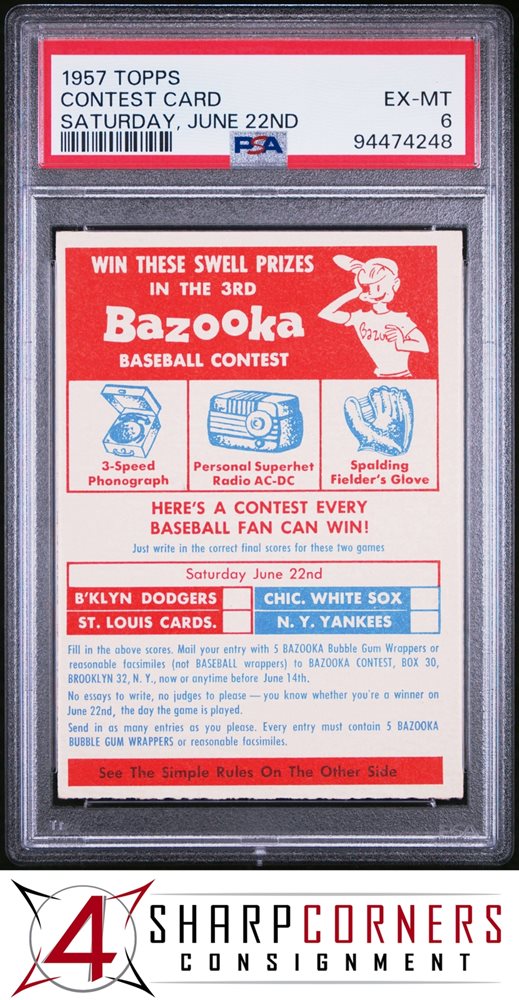 1957 TOPPS
CONTEST CARD EX-MT
SATURDAY, JUNE 22ND 6
PSA 94474248
WIN THESE SWELL PRIZES
IN THE 3RD
Bazooka
BASEBALL CONTEST
Bazo
3-Speed
Phonograph
Personal Superhet
Radio AC-DC
Spalding
Fielder's Glove
HERE'S A CONTEST EVERY
BASEBALL FAN CAN WIN!
Just write in the correct final scores for these two games
Saturday June 22nd
B'KLYN DODGERS CHIC. WHITE SOX
ST. LOUIS CARDS. N. Y. YANKEES
Fill in the above scores. Mail your entry with 5 BAZOOKA Bubble Gum Wrappers or
reasonable facsimiles (not BASEBALL wrappers) to BAZOOKA CONTEST, BOX 30,
BROOKLYN 32, N. Y., now or anytime before June 14th.
No essays to write, no judges to please — you know whether you're a winner on
June 22nd, the day the game is played.
Send in as many entries as you please. Every entry must contain 5 BAZOOKA
BUBBLE GUM WRAPPERS or reasonable facsimiles.
See The Simple Rules On The Other Side
PSA
4
SHARPCORNERS
CONSIGNMENT